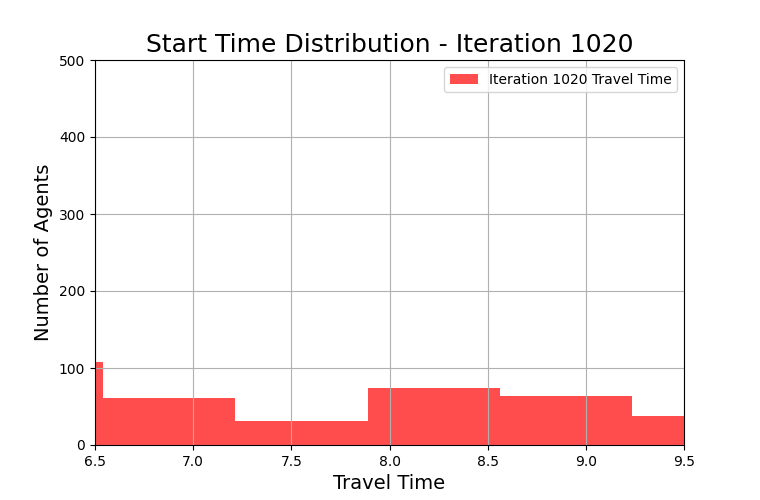 Start Time Distribution - Iteration 1020
Iteration 1020 Travel Time
Number of Agents
500
400
300
200
100
0
6.5 7.0 7.5 8.0 8.5 9.0 9.5
Travel Time